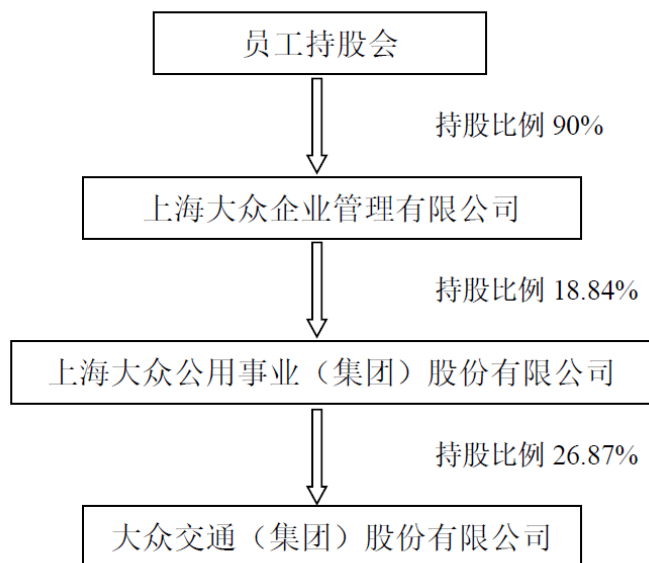 员工持股会
持股比例 90%
上海大众企业管理有限公司
持股比例 18.84%
上海大众公用事业（集团）股份有限公司
持股比例 26.87%
大众交通（集团）股份有限公司